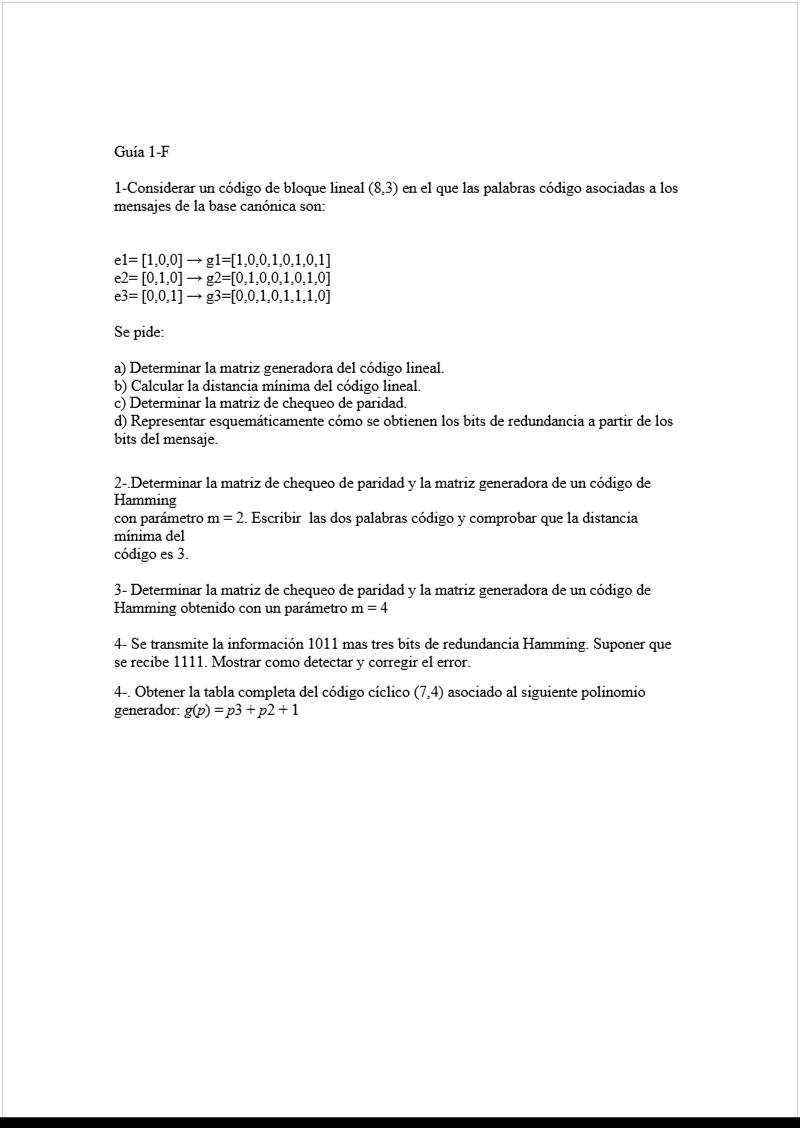 Guía 1-F
1-Considerar un código de bloque lineal (8,3) en el que las palabras código asociadas a los
mensajes de la base canónica son:
e1= [1,0,0] → g1=[1,0,0,1,0,1,0,1]
e2= [0,1,0] → g2=[0,1,0,0,1,0,1,0]
e3= [0,0,1] → g3=[0,0,1,0,1,1,1,0]
Se pide:
a) Determinar la matriz generadora del código lineal.
b) Calcular la distancia mínima del código lineal.
c) Determinar la matriz de chequeo de paridad.
d) Representar esquemáticamente cómo se obtienen los bits de redundancia a partir de los
bits del mensaje.
2-.Determinar la matriz de chequeo de paridad y la matriz generadora de un código de
Hamming
con parámetro m = 2. Escribir las dos palabras código y comprobar que la distancia
mínima del
código es 3.
3- Determinar la matriz de chequeo de paridad y la matriz generadora de un código de
Hamming obtenido con un parámetro m = 4
4- Se transmite la información 1011 mas tres bits de redundancia Hamming. Suponer que
se recibe 1111. Mostrar como detectar y corregir el error.
4-. Obtener la tabla completa del código cíclico (7,4) asociado al siguiente polinomio
generador: g(p) = p3 + p2 + 1